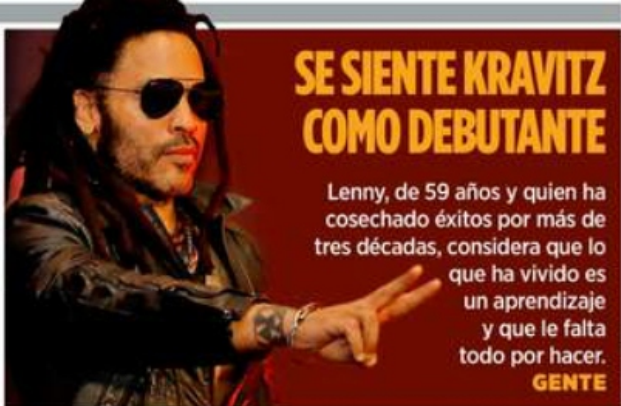 SE SIENTE KRAVITZ
COMO DEBUTANTE
Lenny, de 59 años y quien ha
cosechado éxitos por más de
tres décadas, considera que lo
que ha vivido es
un aprendizaje
y que le falta
todo por hacer.
GENTE